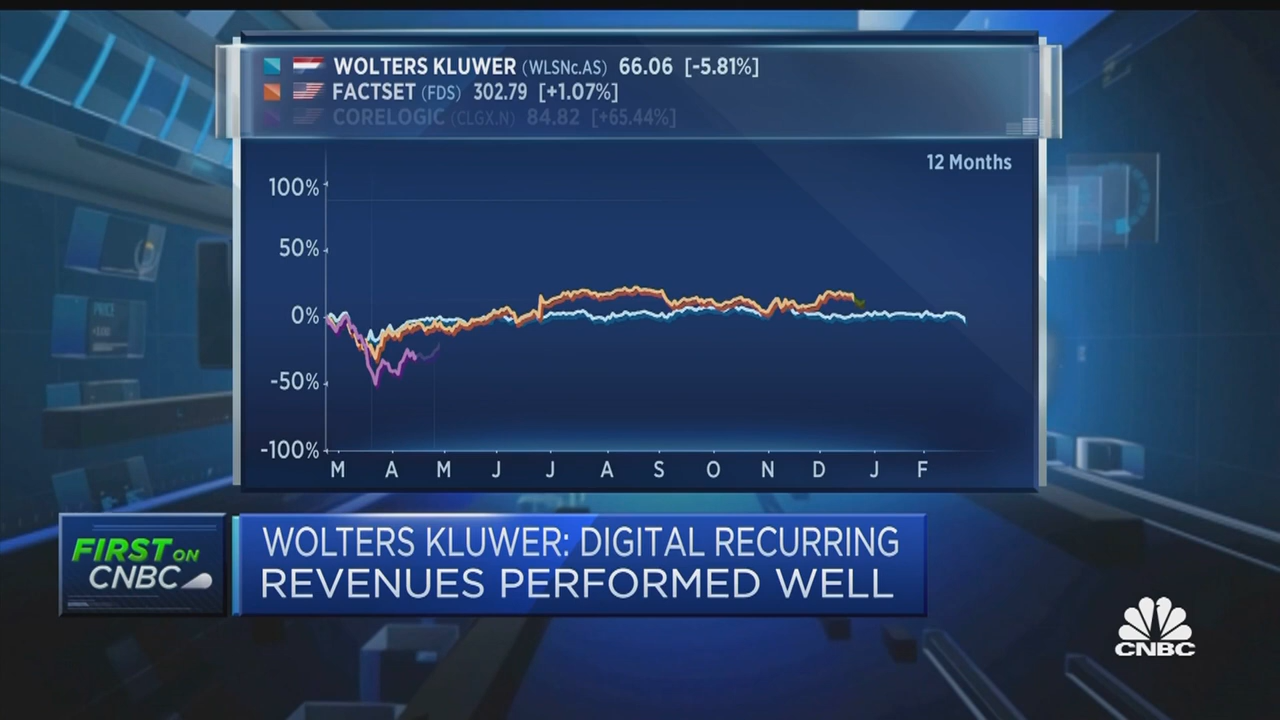 WOLTERS KLUWER (WLSNc.AS) 66.06 [-5.81%]
FACTSET (FDS) 302.79 [+1.07%]
CORELOGIC (CLGX.N) 84.82 [+65.44%]
12 Months
100%
50%
0%
-50%
-100%
M A M J J A S O N D J F
FIRST ON
CNBC
WOLTERS KLUWER: DIGITAL RECURRING
REVENUES PERFORMED WELL
CNBC